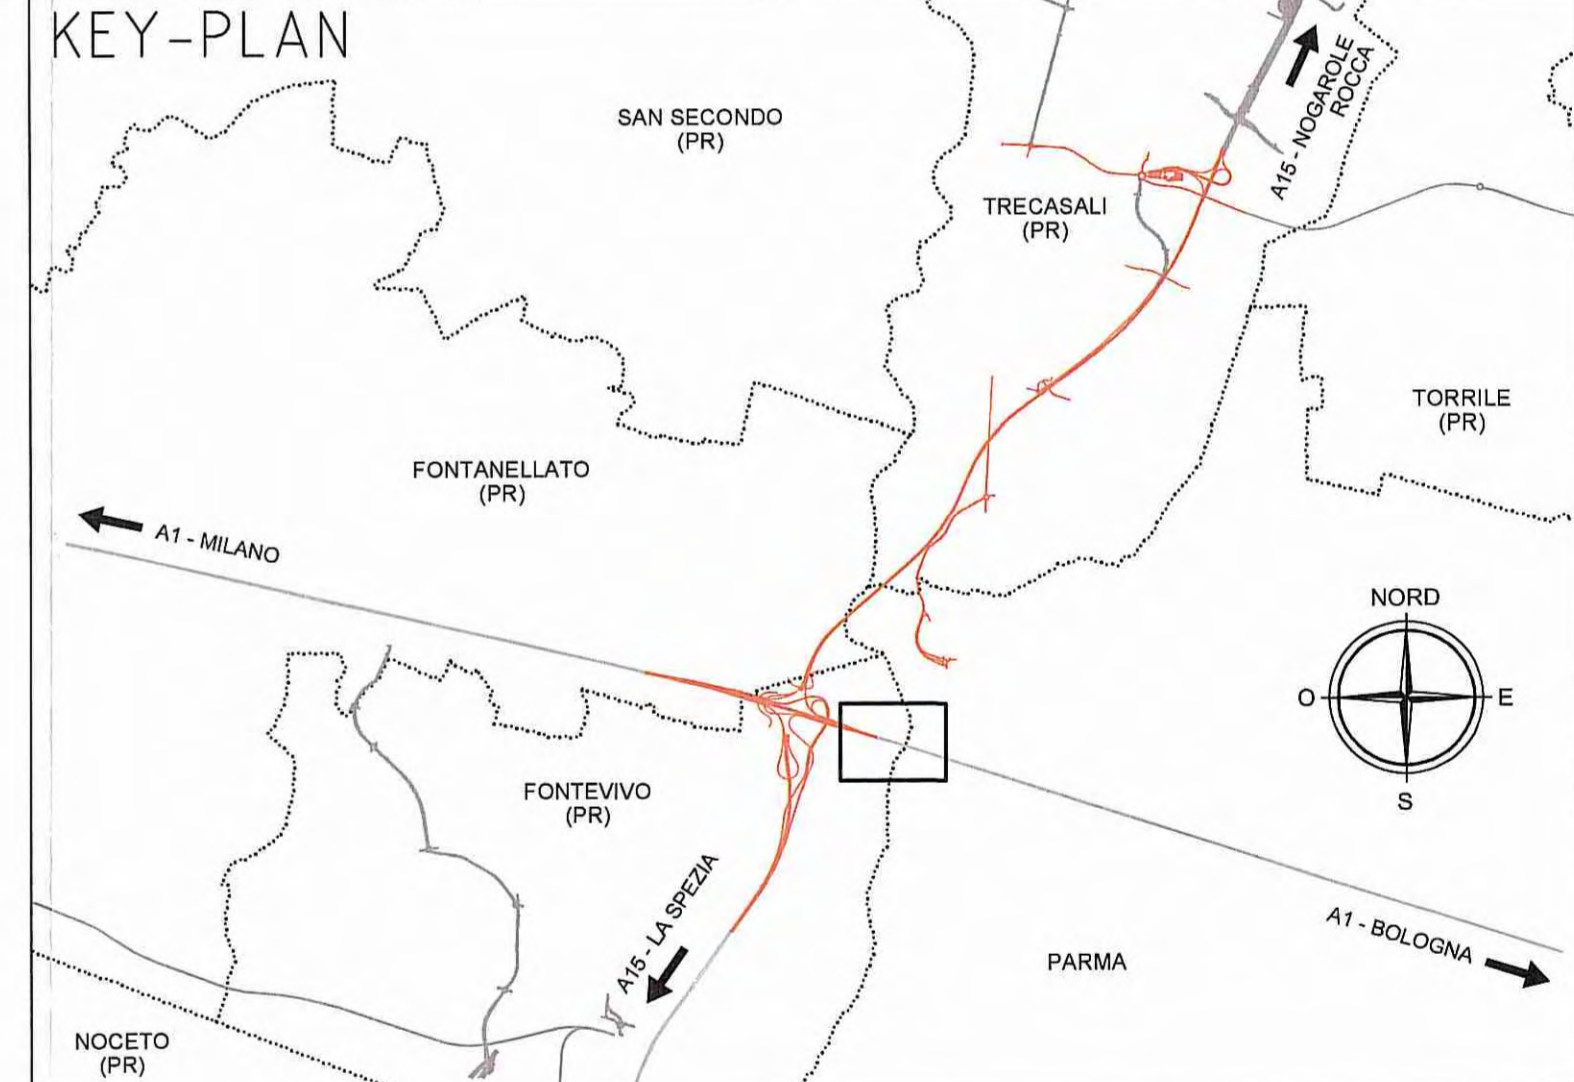 KEY-PLAN
SAN SECONDO
(PR)
A15 - NOGAROLE
ROCCA
TRECASALI
(PR)
TORRILE
(PR)
FONTANELLATO
(PR)
A1 - MILANO
NORD
O
E
S
FONTEVIVO
(PR)
A15 - LA SPEZIA
A1 - BOLOGNA
PARMA
NOCETO
(PR)